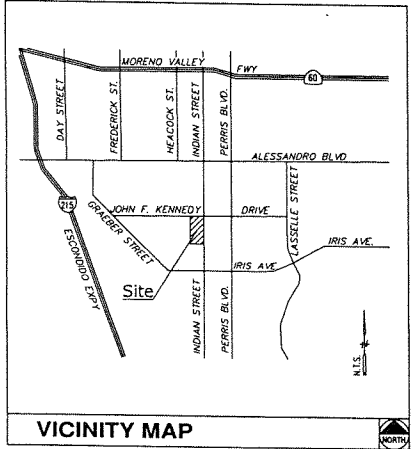 MORENO VALLEY FWY
60
DAY STREET
FREDERICK ST.
HEACOCK ST.
INDIAN STREET
PERRIS BLVD.
ALESSANDRO BLVD
215
ESCONDIDO EXPY
GRAEBER STREET
JOHN F. KENNEDY DRIVE
LASSELLE STREET
IRIS AVE.
IRIS AVE.
Site
INDIAN STREET
PERRIS BLVD.
N.T.S.
VICINITY MAP
NORTH